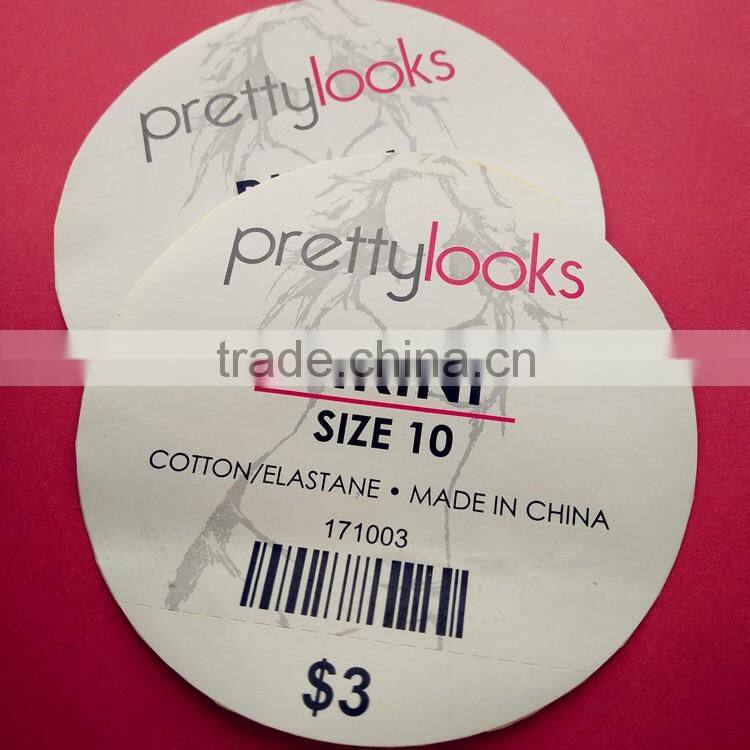 prettylooks
prettylooks
trade.china.cn
SIZE 10
COTTON/ELASTANE • MADE IN CHINA
171003
$3